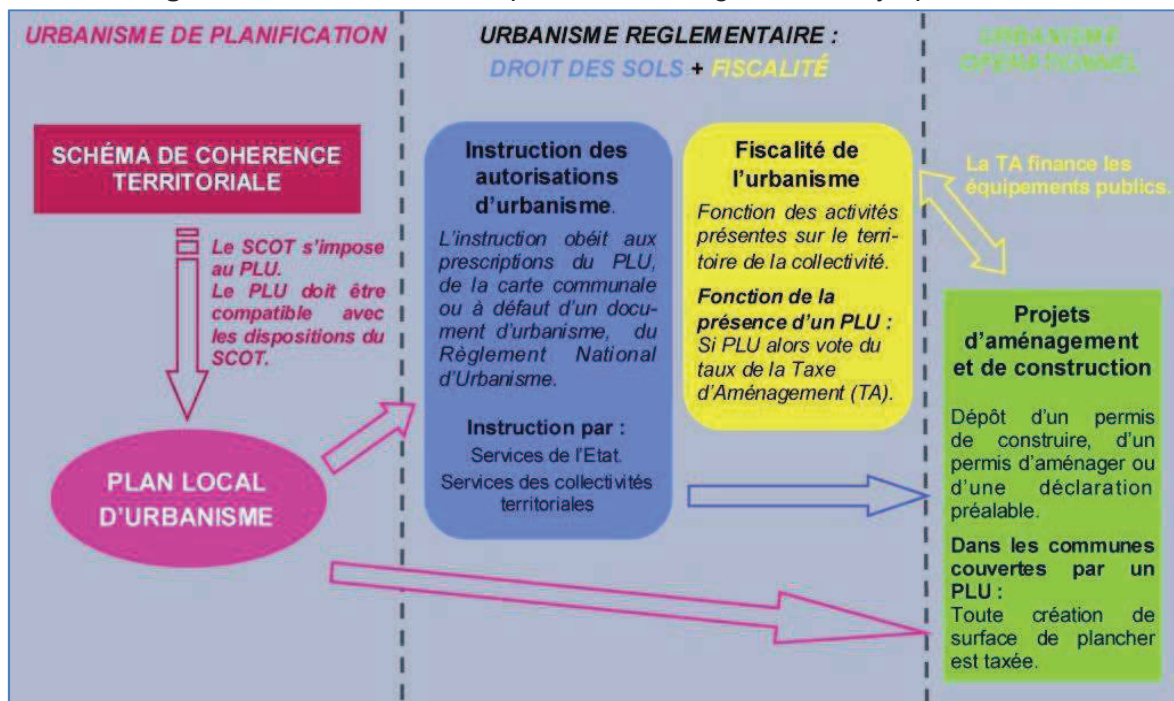 URBANISME DE PLANIFICATION
URBANISME REGLEMENTAIRE :
DROIT DES SOLS + FISCALITÉ
URBANISME
OPERATIONNEL
SCHÉMA DE COHERENCE
TERRITORIALE
Le SCOT s'impose
au PLU.
Le PLU doit être
compatible avec
les dispositions du
SCOT.
PLAN LOCAL
D'URBANISME
Instruction des
autorisations
d'urbanisme.
L'instruction obéit aux
prescriptions du PLU,
de la carte communale
ou à défaut d'un docu-
ment d'urbanisme, du
Règlement National
d'Urbanisme.
Instruction par :
Services de l'Etat.
Services des collectivités
territoriales
Fiscalité de
l'urbanisme
Fonction des activités
présentes sur le terri-
toire de la collectivité.
Fonction de la
présence d'un PLU :
Si PLU alors vote du
taux de la Taxe
d'Aménagement (TA).
La TA finance les
équipements publics.
Projets
d'aménagement
et de construction
Dépôt d'un permis
de construire, d'un
permis d'aménager ou
d'une déclaration
préalable.
Dans les communes
couvertes par un
PLU :
Toute création de
surface de plancher
est taxée.